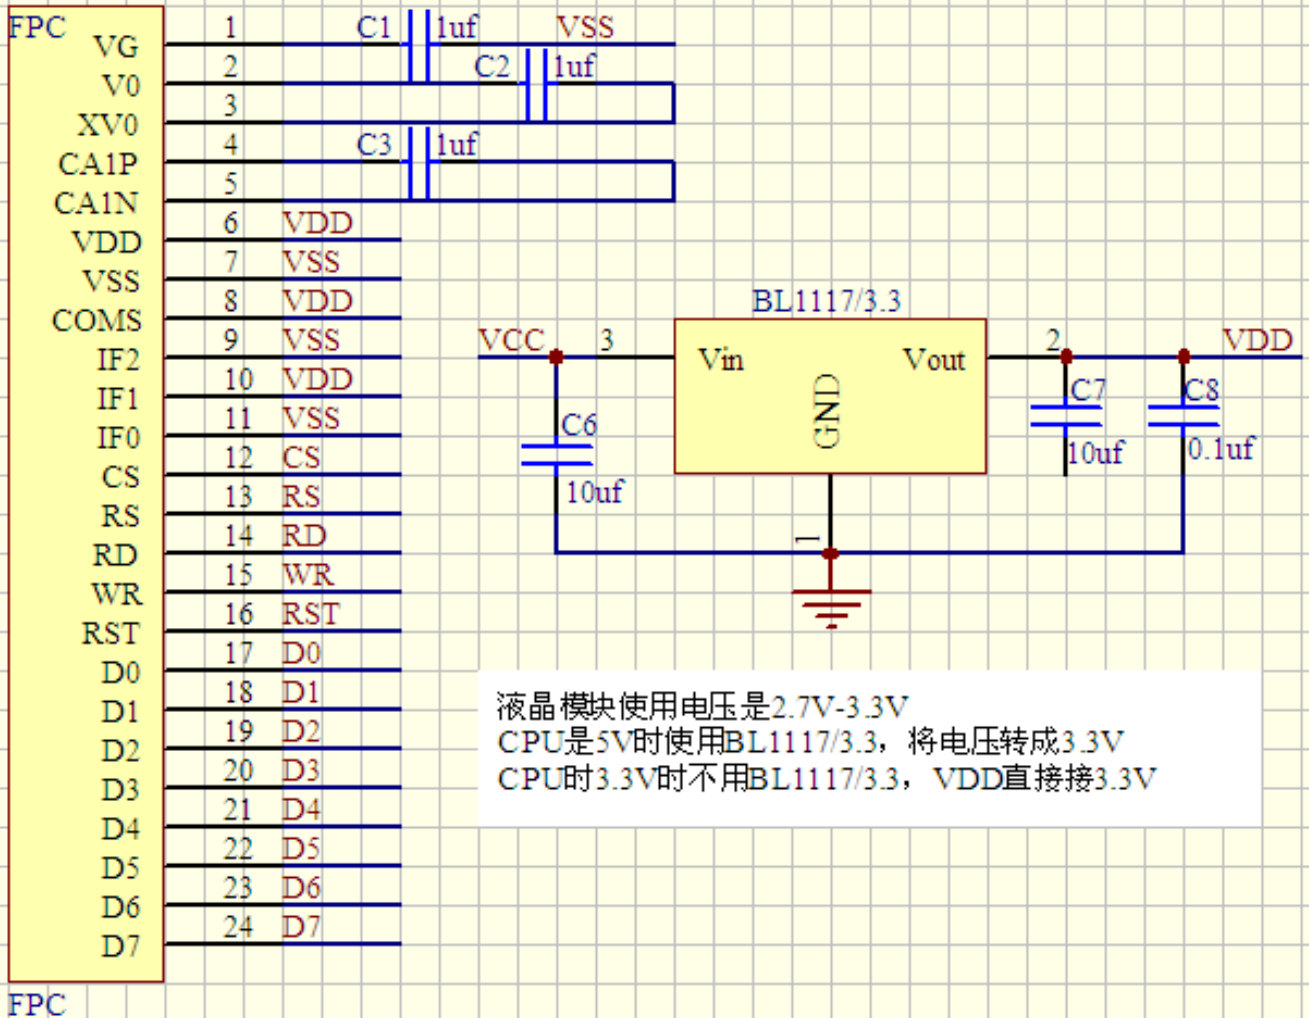 FPC
VG 1 C1 1uf VSS
V0 2 C2 1uf
XV0 3
CA1P 4 C3 1uf
CA1N 5
VDD 6 VDD
VSS 7 VSS
COMS 8 VDD
IF2 9 VSS
IF1 10 VDD
IF0 11 VSS
CS 12 CS
RS 13 RS
RD 14 RD
WR 15 WR
RST 16 RST
D0 17 D0
D1 18 D1
D2 19 D2
D3 20 D3
D4 21 D4
D5 22 D5
D6 23 D6
D7 24 D7
FPC
BL1117/3.3
VCC 3 Vin Vout 2 VDD
GND
1
C6
10uf
C7
10uf
C8
0.1uf
液晶模块使用电压是2.7V-3.3V
CPU是5V时使用BL1117/3.3，将电压转成3.3V
CPU时3.3V时不用BL1117/3.3，VDD直接接3.3V